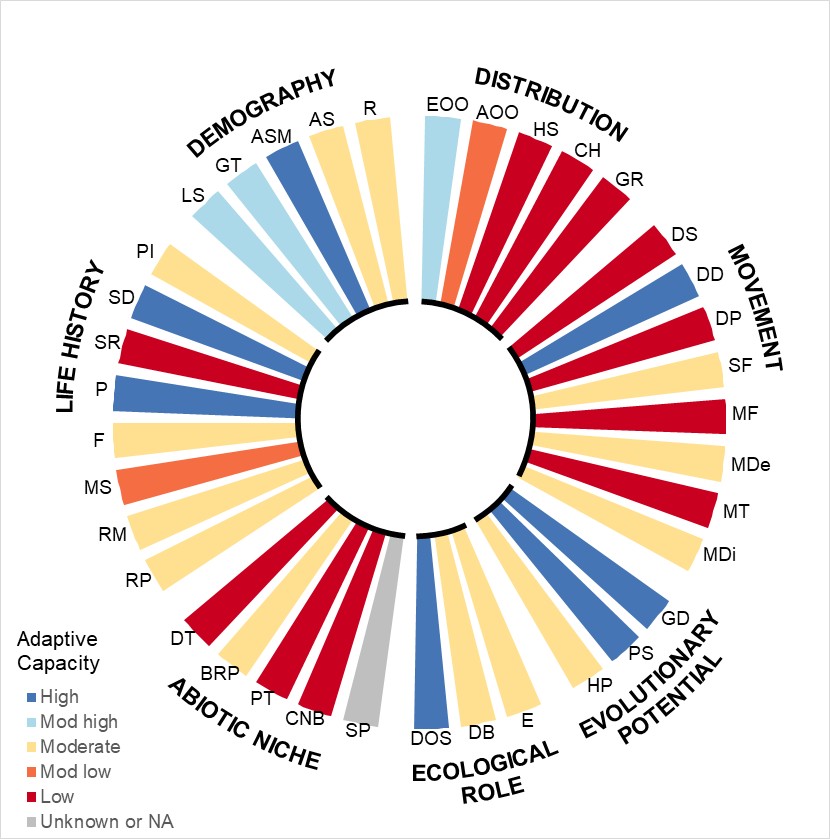 DISTRIBUTION
EOO
AOO
HS
CH
GR
MOVEMENT
DS
DD
DP
SF
MF
MDe
MT
MDi
EVOLUTIONARY
POTENTIAL
GD
PS
HP
ECOLOGICAL
ROLE
E
DB
DOS
ABIOTIC NICHE
SP
CNB
PT
BRP
DT
LIFE HISTORY
RP
RM
MS
F
P
SR
SD
PI
DEMOGRAPHY
LS
GT
ASM
AS
R
Adaptive
Capacity
High
Mod high
Moderate
Mod low
Low
Unknown or NA